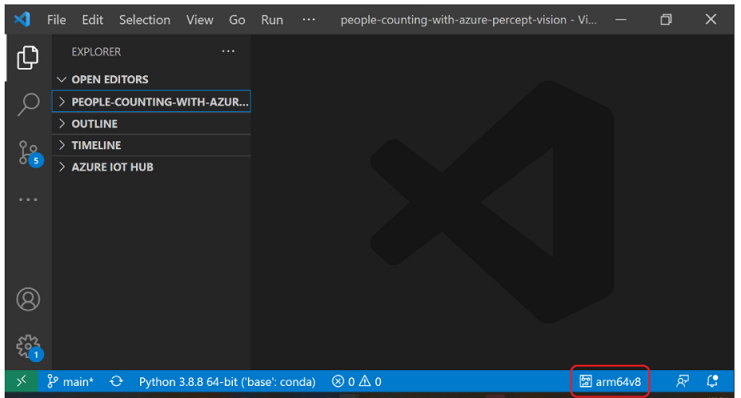 File Edit Selection View Go Run ··· people-counting-with-azure-percept-vision - Vi...
EXPLORER ···
OPEN EDITORS
PEOPLE-COUNTING-WITH-AZUR...
OUTLINE
TIMELINE
AZURE IOT HUB
5
1
main* Python 3.8.8 64-bit ('base': conda) 0 0 arm64v8